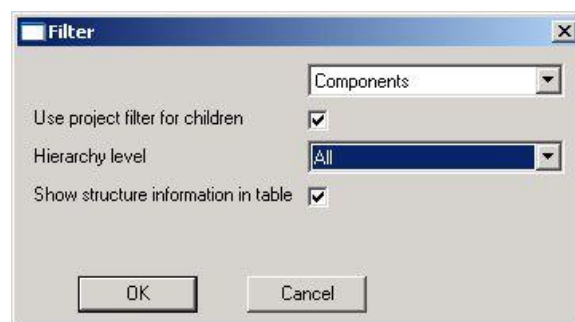 Filter
Components
Use project filter for children
Hierarchy level All
Show structure information in table
OK Cancel